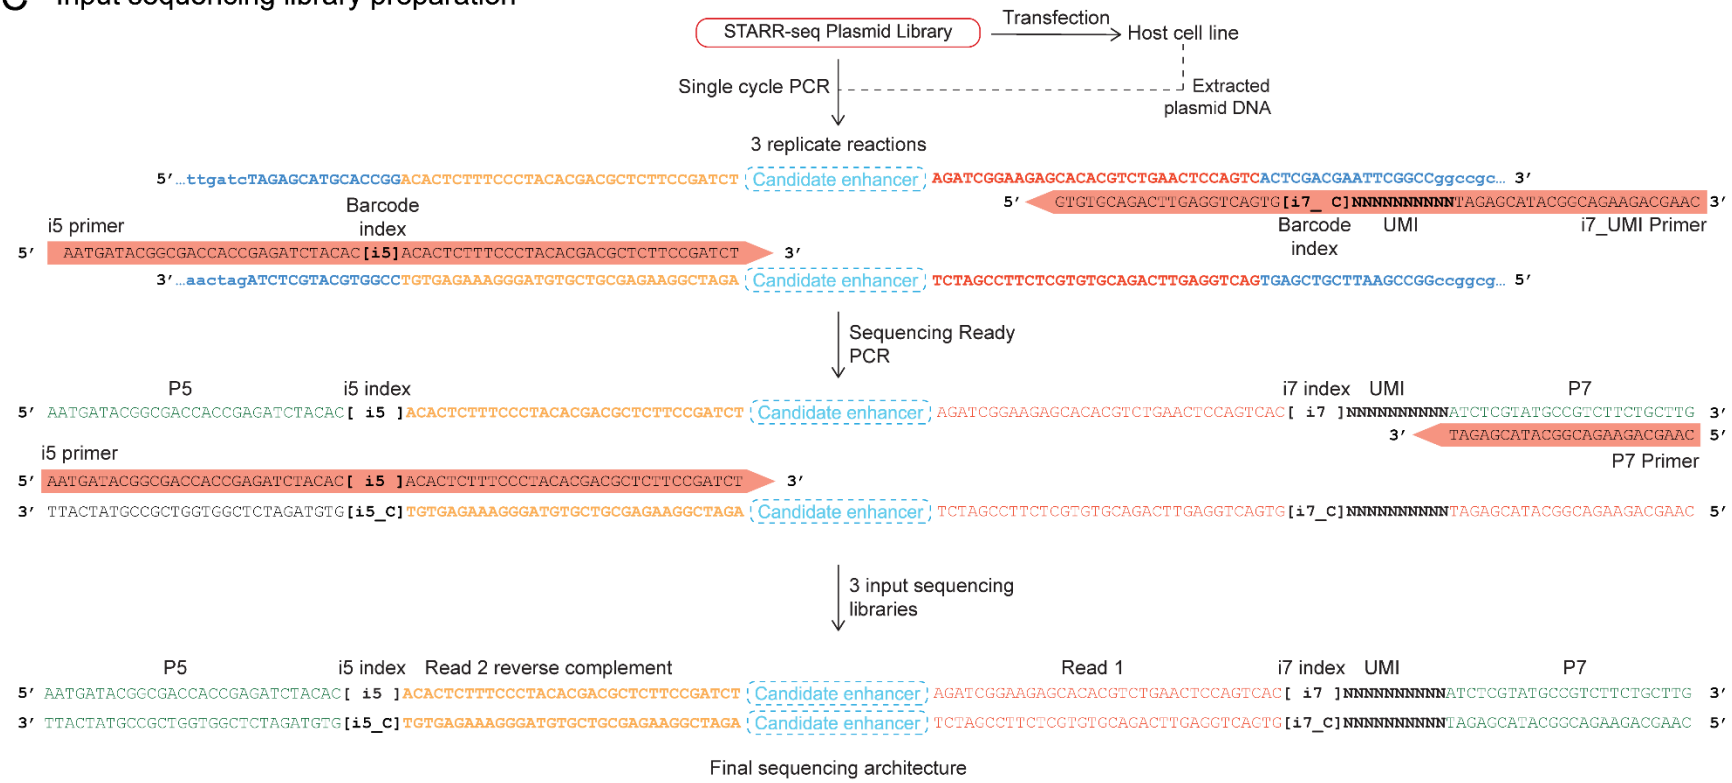 C Input sequencing library preparation
STARR-seq Plasmid Library
Transfection
Host cell line
Single cycle PCR
Extracted
plasmid DNA
3 replicate reactions
5’…ttgatcTAGAGCATGCACCGGACACTCTTTCCCTACACGACGCTCTTCCGATCT Candidate enhancer AGATCGGAAGAGCACACGTCTGAACTCCAGTCACTCGACGAATTCGGCCggccgc… 3’
5’ GTGTGCAGACTTGAGGTCAGTG[i7_ C]NNNNNNNNNNTAGAGCATACGGCAGAAGACGAAC 3’
Barcode
index
UMI
i7_UMI Primer
i5 primer
Barcode
index
5’ AATGATACGGCGACCACCGAGATCTACAC[i5]ACACTCTTTCCCTACACGACGCTCTTCCGATCT 3’
3’…aactagATCTCGTACGTGGCCTGTGAGAAAGGGATGTGCTGCGAGAAGGCTAGA Candidate enhancer TCTAGCCTTCTCGTGTGCAGACTTGAGGTCAGTGAGCTGCTTAAGCCGGccggcg… 5’
Sequencing Ready
PCR
P5 i5 index i7 index UMI P7
5’ AATGATACGGCGACCACCGAGATCTACAC[ i5 ]ACACTCTTTCCCTACACGACGCTCTTCCGATCT Candidate enhancer AGATCGGAAGAGCACACGTCTGAACTCCAGTCAC[ i7 ]NNNNNNNNNNATCTCGTATGCCGTCTTCTGCTTG 3’
3’ TAGAGCATACGGCAGAAGACGAAC 5’
P7 Primer
i5 primer
5’ AATGATACGGCGACCACCGAGATCTACAC[ i5 ]ACACTCTTTCCCTACACGACGCTCTTCCGATCT 3’
3’ TTACTATGCCGCTGGTGGCTCTAGATGTG[i5_C]TGTGAGAAAGGGATGTGCTGCGAGAAGGCTAGA Candidate enhancer TCTAGCCTTCTCGTGTGCAGACTTGAGGTCAGTG[i7_C]NNNNNNNNNNTAGAGCATACGGCAGAAGACGAAC 5’
3 input sequencing
libraries
P5 i5 index Read 2 reverse complement Read 1 i7 index UMI P7
5’ AATGATACGGCGACCACCGAGATCTACAC[ i5 ]ACACTCTTTCCCTACACGACGCTCTTCCGATCT Candidate enhancer AGATCGGAAGAGCACACGTCTGAACTCCAGTCAC[ i7 ]NNNNNNNNNNATCTCGTATGCCGTCTTCTGCTTG 3’
3’ TTACTATGCCGCTGGTGGCTCTAGATGTG[i5_C]TGTGAGAAAGGGATGTGCTGCGAGAAGGCTAGA Candidate enhancer TCTAGCCTTCTCGTGTGCAGACTTGAGGTCAGTG[i7_C]NNNNNNNNNNTAGAGCATACGGCAGAAGACGAAC 5’
Final sequencing architecture